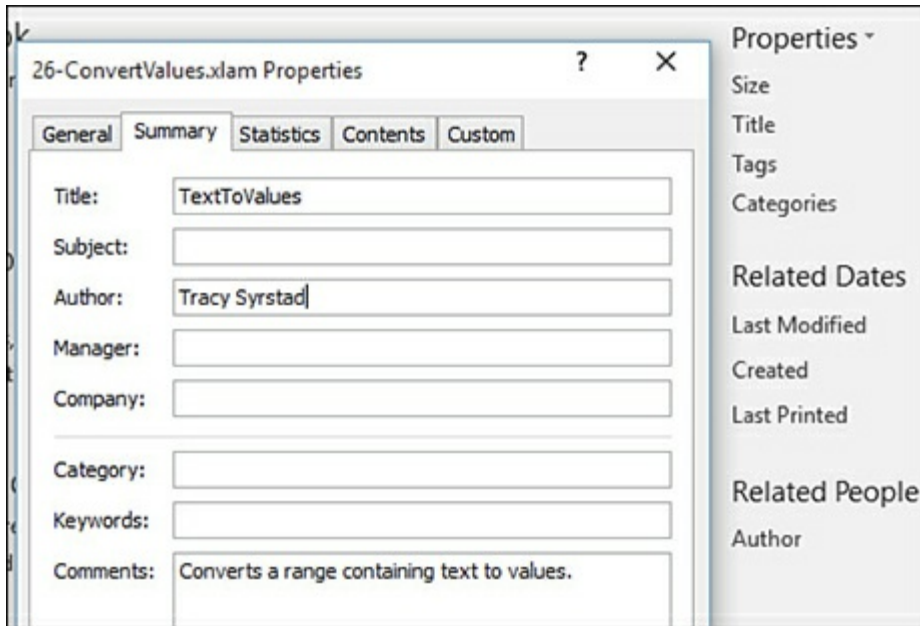 26-ConvertValues.xlam Properties
? ×
General Summary Statistics Contents Custom
Title: TextToValues
Subject:
Author: Tracy Syrstad
Manager:
Company:
Category:
Keywords:
Comments: Converts a range containing text to values.
Properties
Size
Title
Tags
Categories
Related Dates
Last Modified
Created
Last Printed
Related People
Author